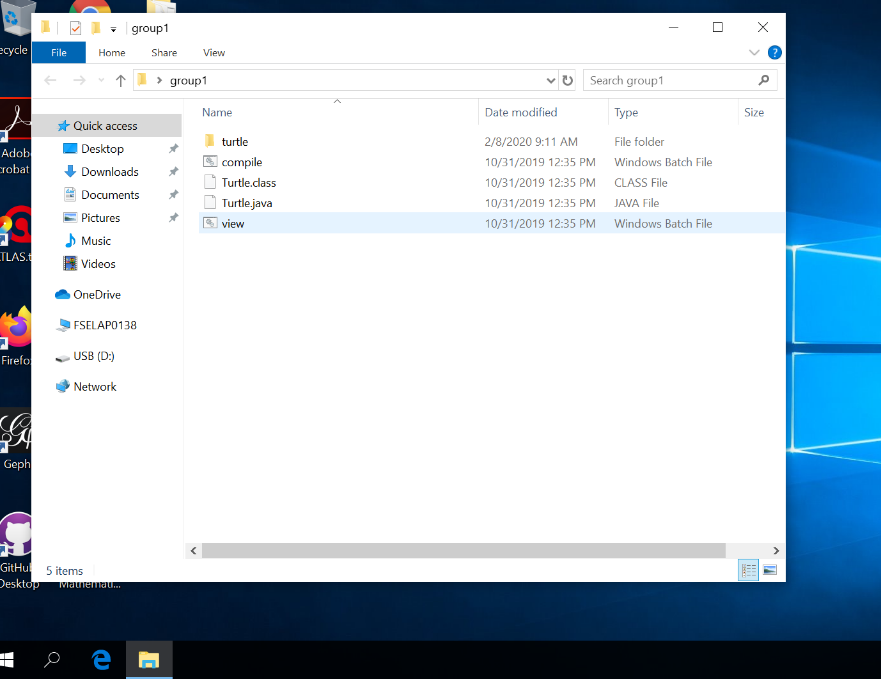 group1
File Home Share View
group1 Search group1
Name Date modified Type Size
Quick access
Desktop
Downloads
Documents
Pictures
Music
Videos
OneDrive
FSELAP0138
USB (D:)
Network
turtle 2/8/2020 9:11 AM File folder
compile 10/31/2019 12:35 PM Windows Batch File
Turtle.class 10/31/2019 12:35 PM CLASS File
Turtle.java 10/31/2019 12:35 PM JAVA File
view 10/31/2019 12:35 PM Windows Batch File
5 items
ecycle
Adob
crobat
TLAS.t
Firefo
Geph
GitHu
Desktop
Mathemati...